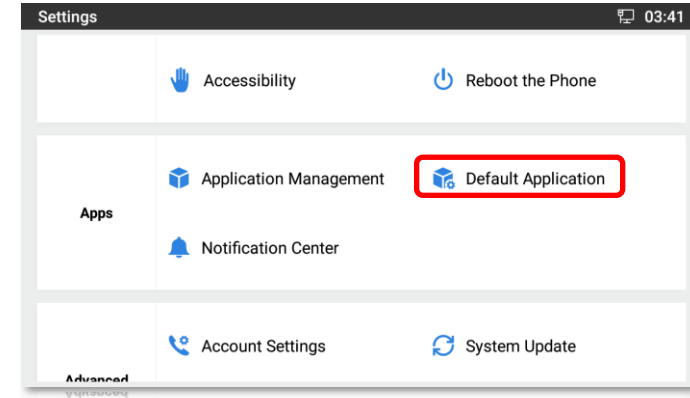 Settings 03:41
Accessibility Reboot the Phone
Application Management Default Application
Apps
Notification Center
Account Settings System Update
Advanced